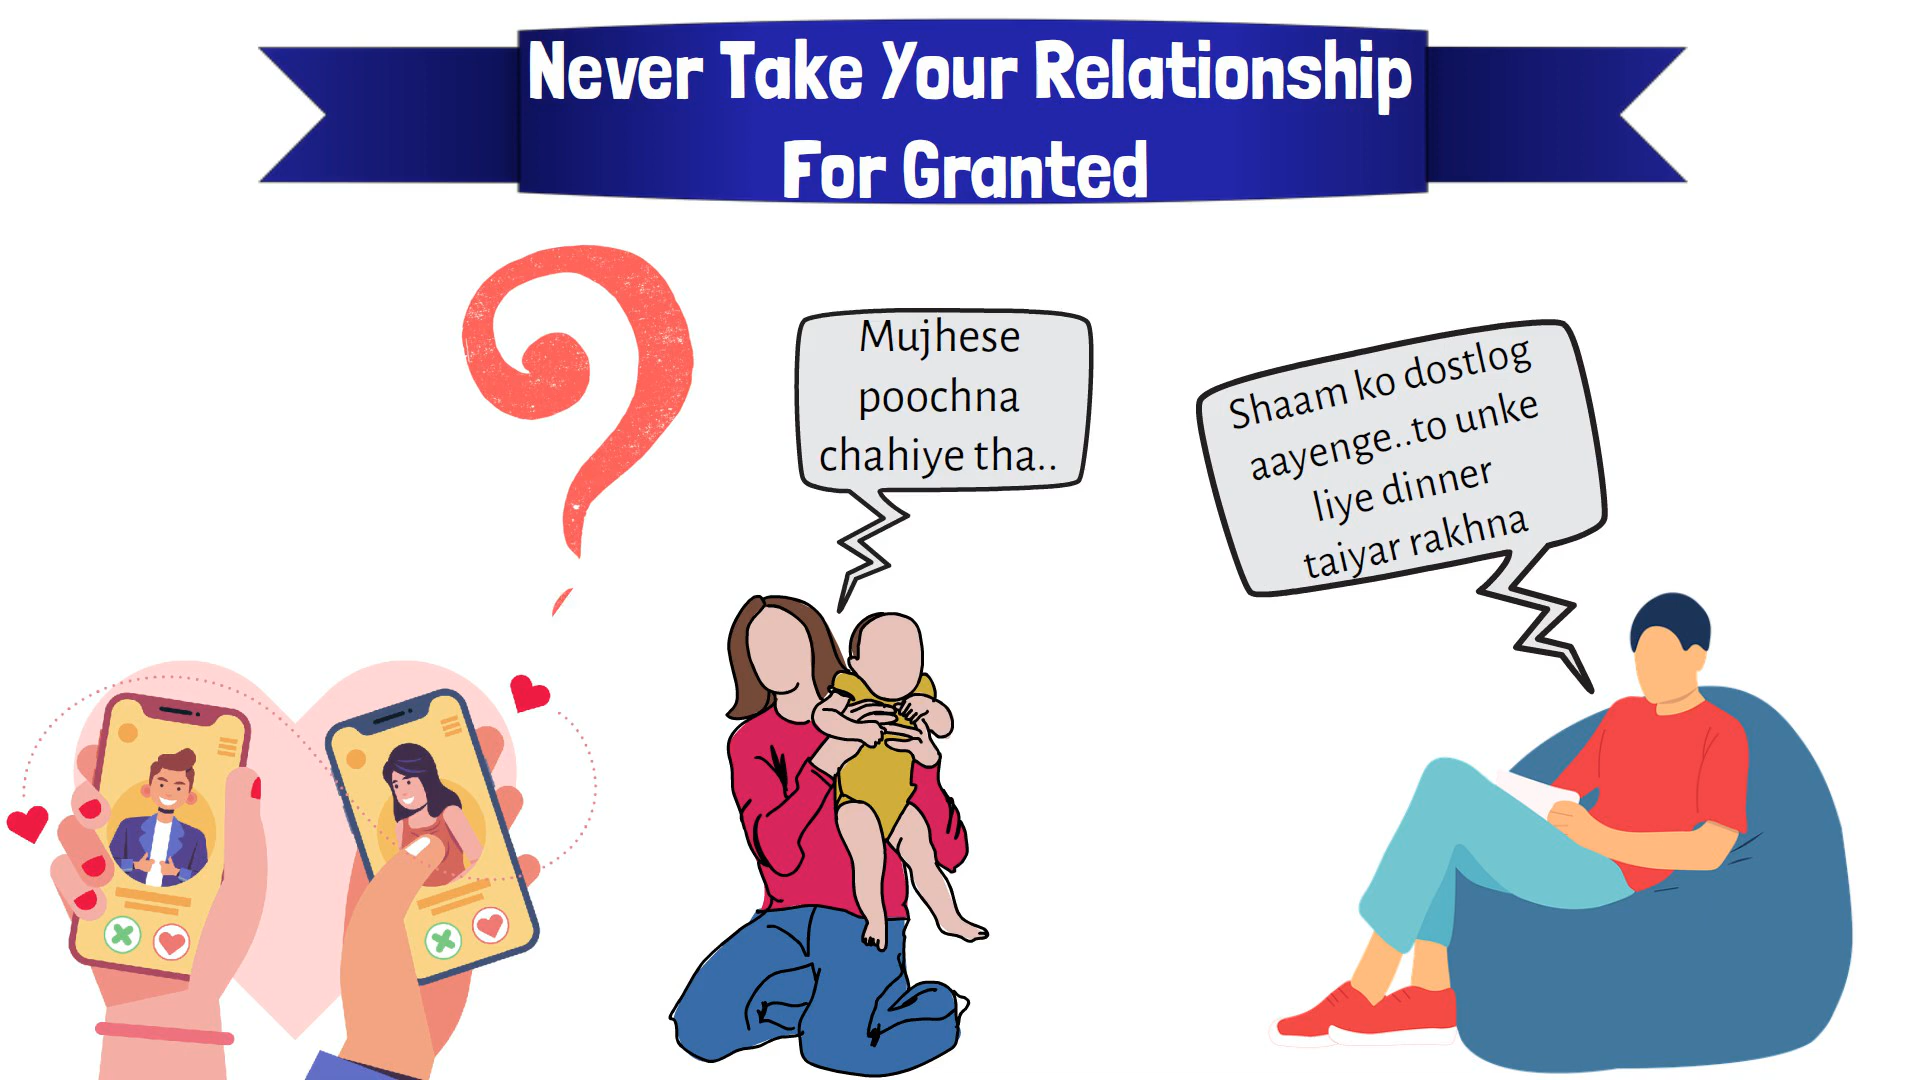 Never Take Your Relationship
For Granted
Mujhese
poochna
chahiye tha..
Shaam ko dostlog
aayenge..to unke
liye dinner
taiyar rakhna